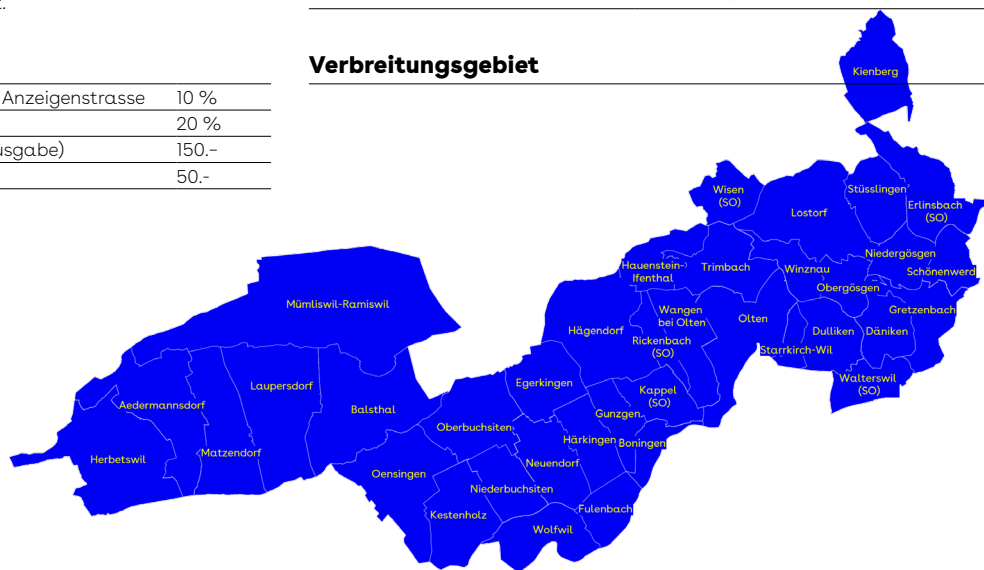 Verbreitungsgebiet
Anzeigenstrasse 10 %
20 %
usgabe) 150.–
50.-
Kienberg
Wisen
(SO)
Lostorf
Stüsslingen
Erlinsbach
(SO)
Hauenstein-
Ifenthal
Trimbach
Winznau
Niedergösgen
Schönenwerd
Obergösgen
Gretzenbach
Mümliswil-Ramiswil
Hägendorf
Wangen
bei Olten
Olten
Rickenbach
(SO)
Dulliken
Däniken
Starrkirch-Wil
Walterswil
(SO)
Laupersdorf
Egerkingen
Kappel
(SO)
Aedermannsdorf
Balsthal
Gunzgen
Oberbuchsiten
Härkingen
Boningen
Herbetswil
Matzendorf
Neuendorf
Oensingen
Niederbuchsiten
Fulenbach
Kestenholz
Wolfwil